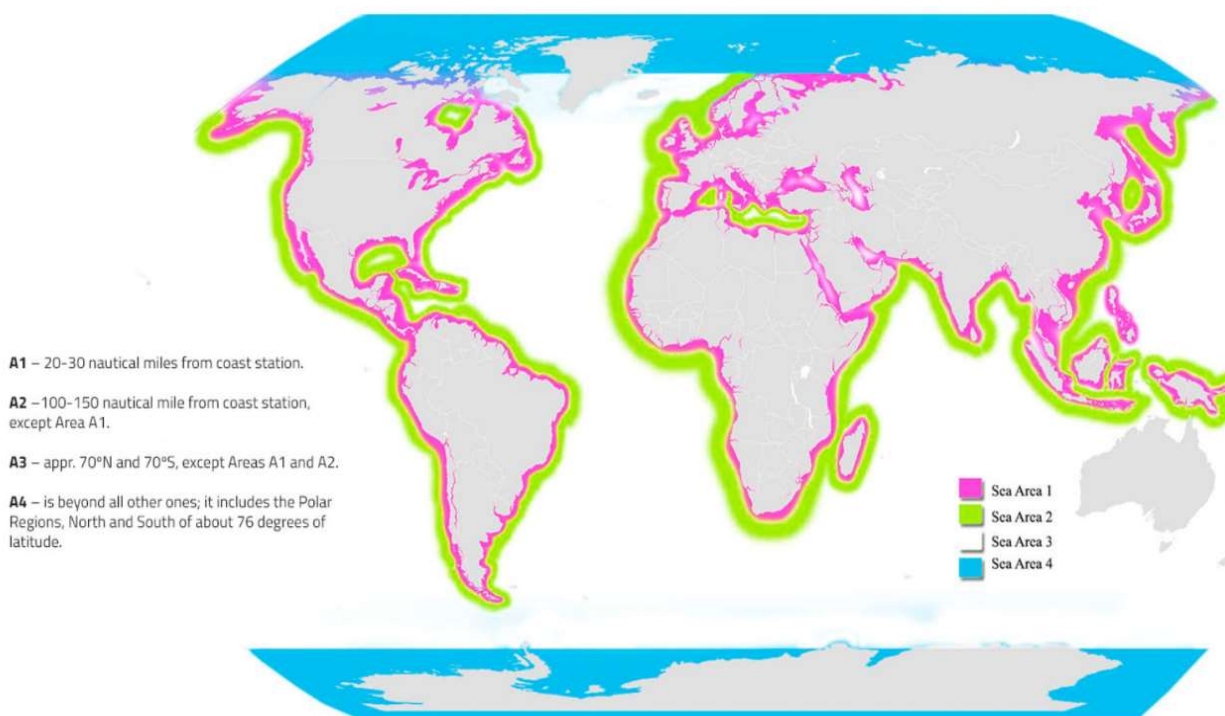 A1 – 20-30 nautical miles from coast station.
A2 –100-150 nautical mile from coast station,
except Area A1.
A3 – appr. 70°N and 70°S, except Areas A1 and A2.
A4 – is beyond all other ones; it includes the Polar
Regions, North and South of about 76 degrees of
latitude.
Sea Area 1
Sea Area 2
Sea Area 3
Sea Area 4